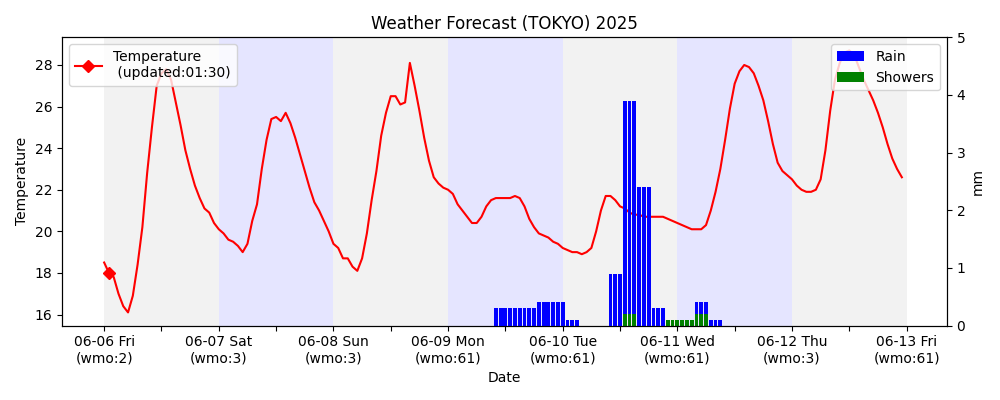 Weather Forecast (TOKYO) 2025
Temperature
(updated:01:30)
Rain
Showers
Temperature
28
26
24
22
20
18
16
5
4
3
2
1
0
mm
06-06 Fri
(wmo:2)
06-07 Sat
(wmo:3)
06-08 Sun
(wmo:3)
06-09 Mon
(wmo:61)
06-10 Tue
(wmo:61)
06-11 Wed
(wmo:61)
06-12 Thu
(wmo:3)
06-13 Fri
(wmo:61)
Date